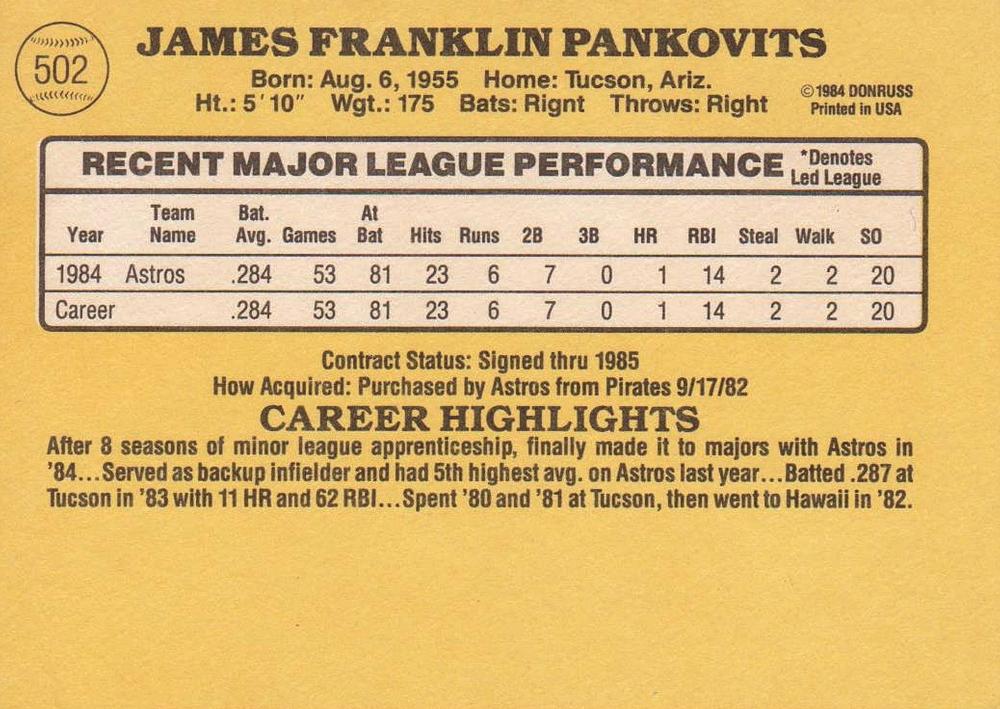 502
JAMES FRANKLIN PANKOVITS
Born: Aug. 6, 1955 Home: Tucson, Ariz.
Ht.: 5'10" Wgt.: 175 Bats: Rignt Throws: Right
©1984 DONRUSS
Printed in USA
RECENT MAJOR LEAGUE PERFORMANCE *Denotes Led League
Year Team Name Bat. Avg. Games At Bat Hits Runs 2B 3B HR RBI Steal Walk SO
1984 Astros .284 53 81 23 6 7 0 1 14 2 2 20
Career .284 53 81 23 6 7 0 1 14 2 2 20
Contract Status: Signed thru 1985
How Acquired: Purchased by Astros from Pirates 9/17/82
CAREER HIGHLIGHTS
After 8 seasons of minor league apprenticeship, finally made it to majors with Astros in
'84...Served as backup infielder and had 5th highest avg. on Astros last year...Batted .287 at
Tucson in '83 with 11 HR and 62 RBI...Spent '80 and '81 at Tucson, then went to Hawaii in '82.